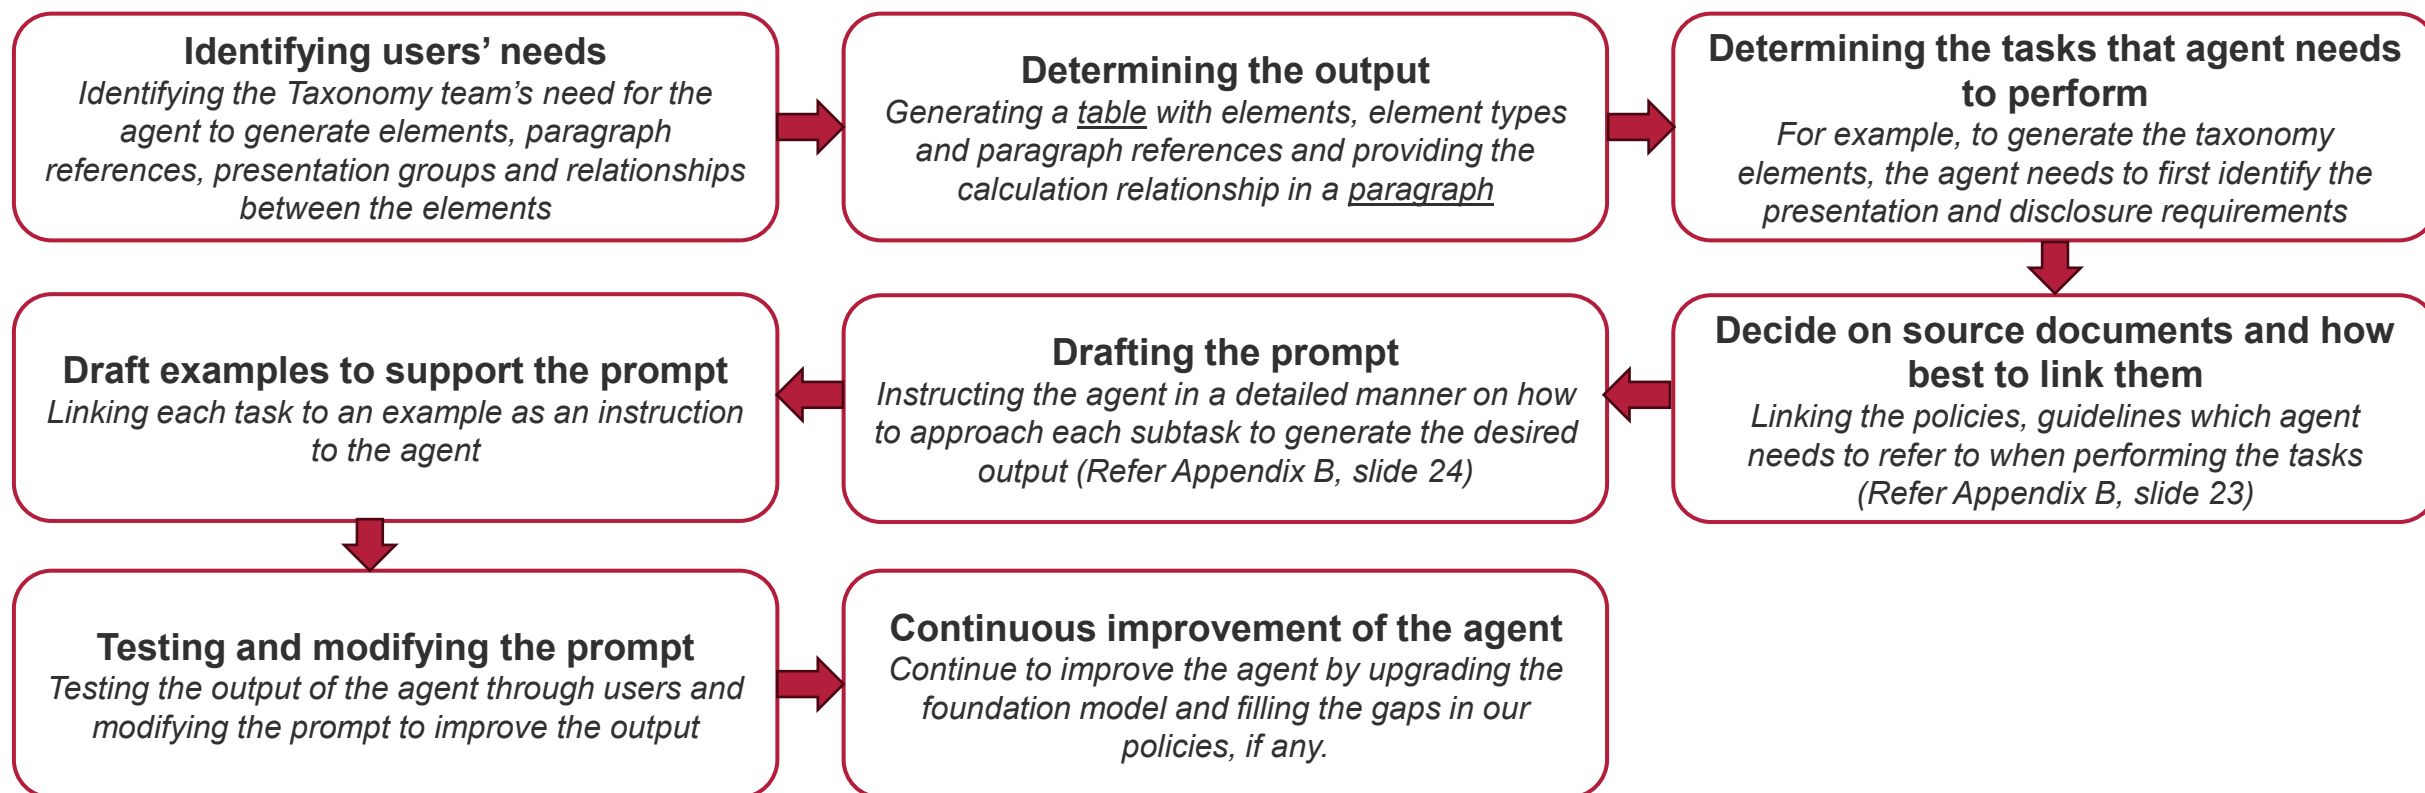 Identifying users’ needs
Identifying the Taxonomy team’s need for the
agent to generate elements, paragraph
references, presentation groups and relationships
between the elements
Determining the output
Generating a table with elements, element types
and paragraph references and providing the
calculation relationship in a paragraph
Determining the tasks that agent needs
to perform
For example, to generate the taxonomy
elements, the agent needs to first identify the
presentation and disclosure requirements
Decide on source documents and how
best to link them
Linking the policies, guidelines which agent
needs to refer to when performing the tasks
(Refer Appendix B, slide 23)
Drafting the prompt
Instructing the agent in a detailed manner on how
to approach each subtask to generate the desired
output (Refer Appendix B, slide 24)
Draft examples to support the prompt
Linking each task to an example as an instruction
to the agent
Testing and modifying the prompt
Testing the output of the agent through users and
modifying the prompt to improve the output
Continuous improvement of the agent
Continue to improve the agent by upgrading the
foundation model and filling the gaps in our
policies, if any.